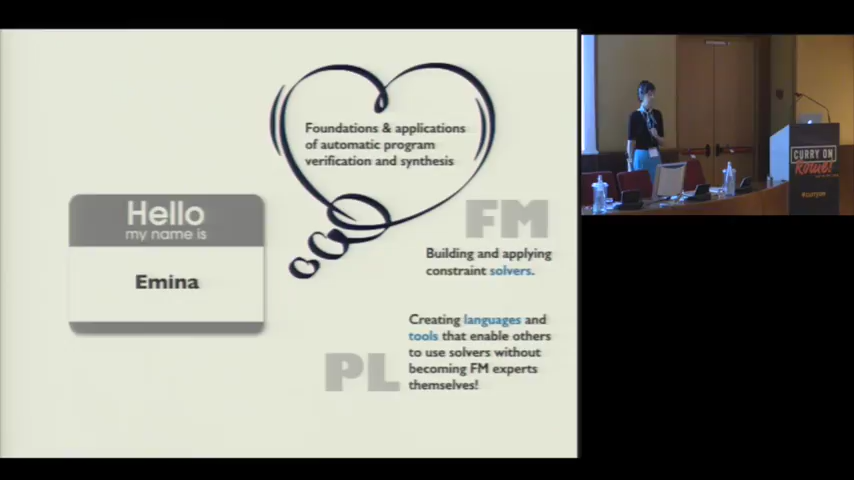 Foundations & applications
of automatic program
verification and synthesis
Hello
my name is
Emina
FM
Building and applying
constraint solvers.
PL
Creating languages and
tools that enable others
to use solvers without
becoming FM experts
themselves!
CURRY ON
Rome!